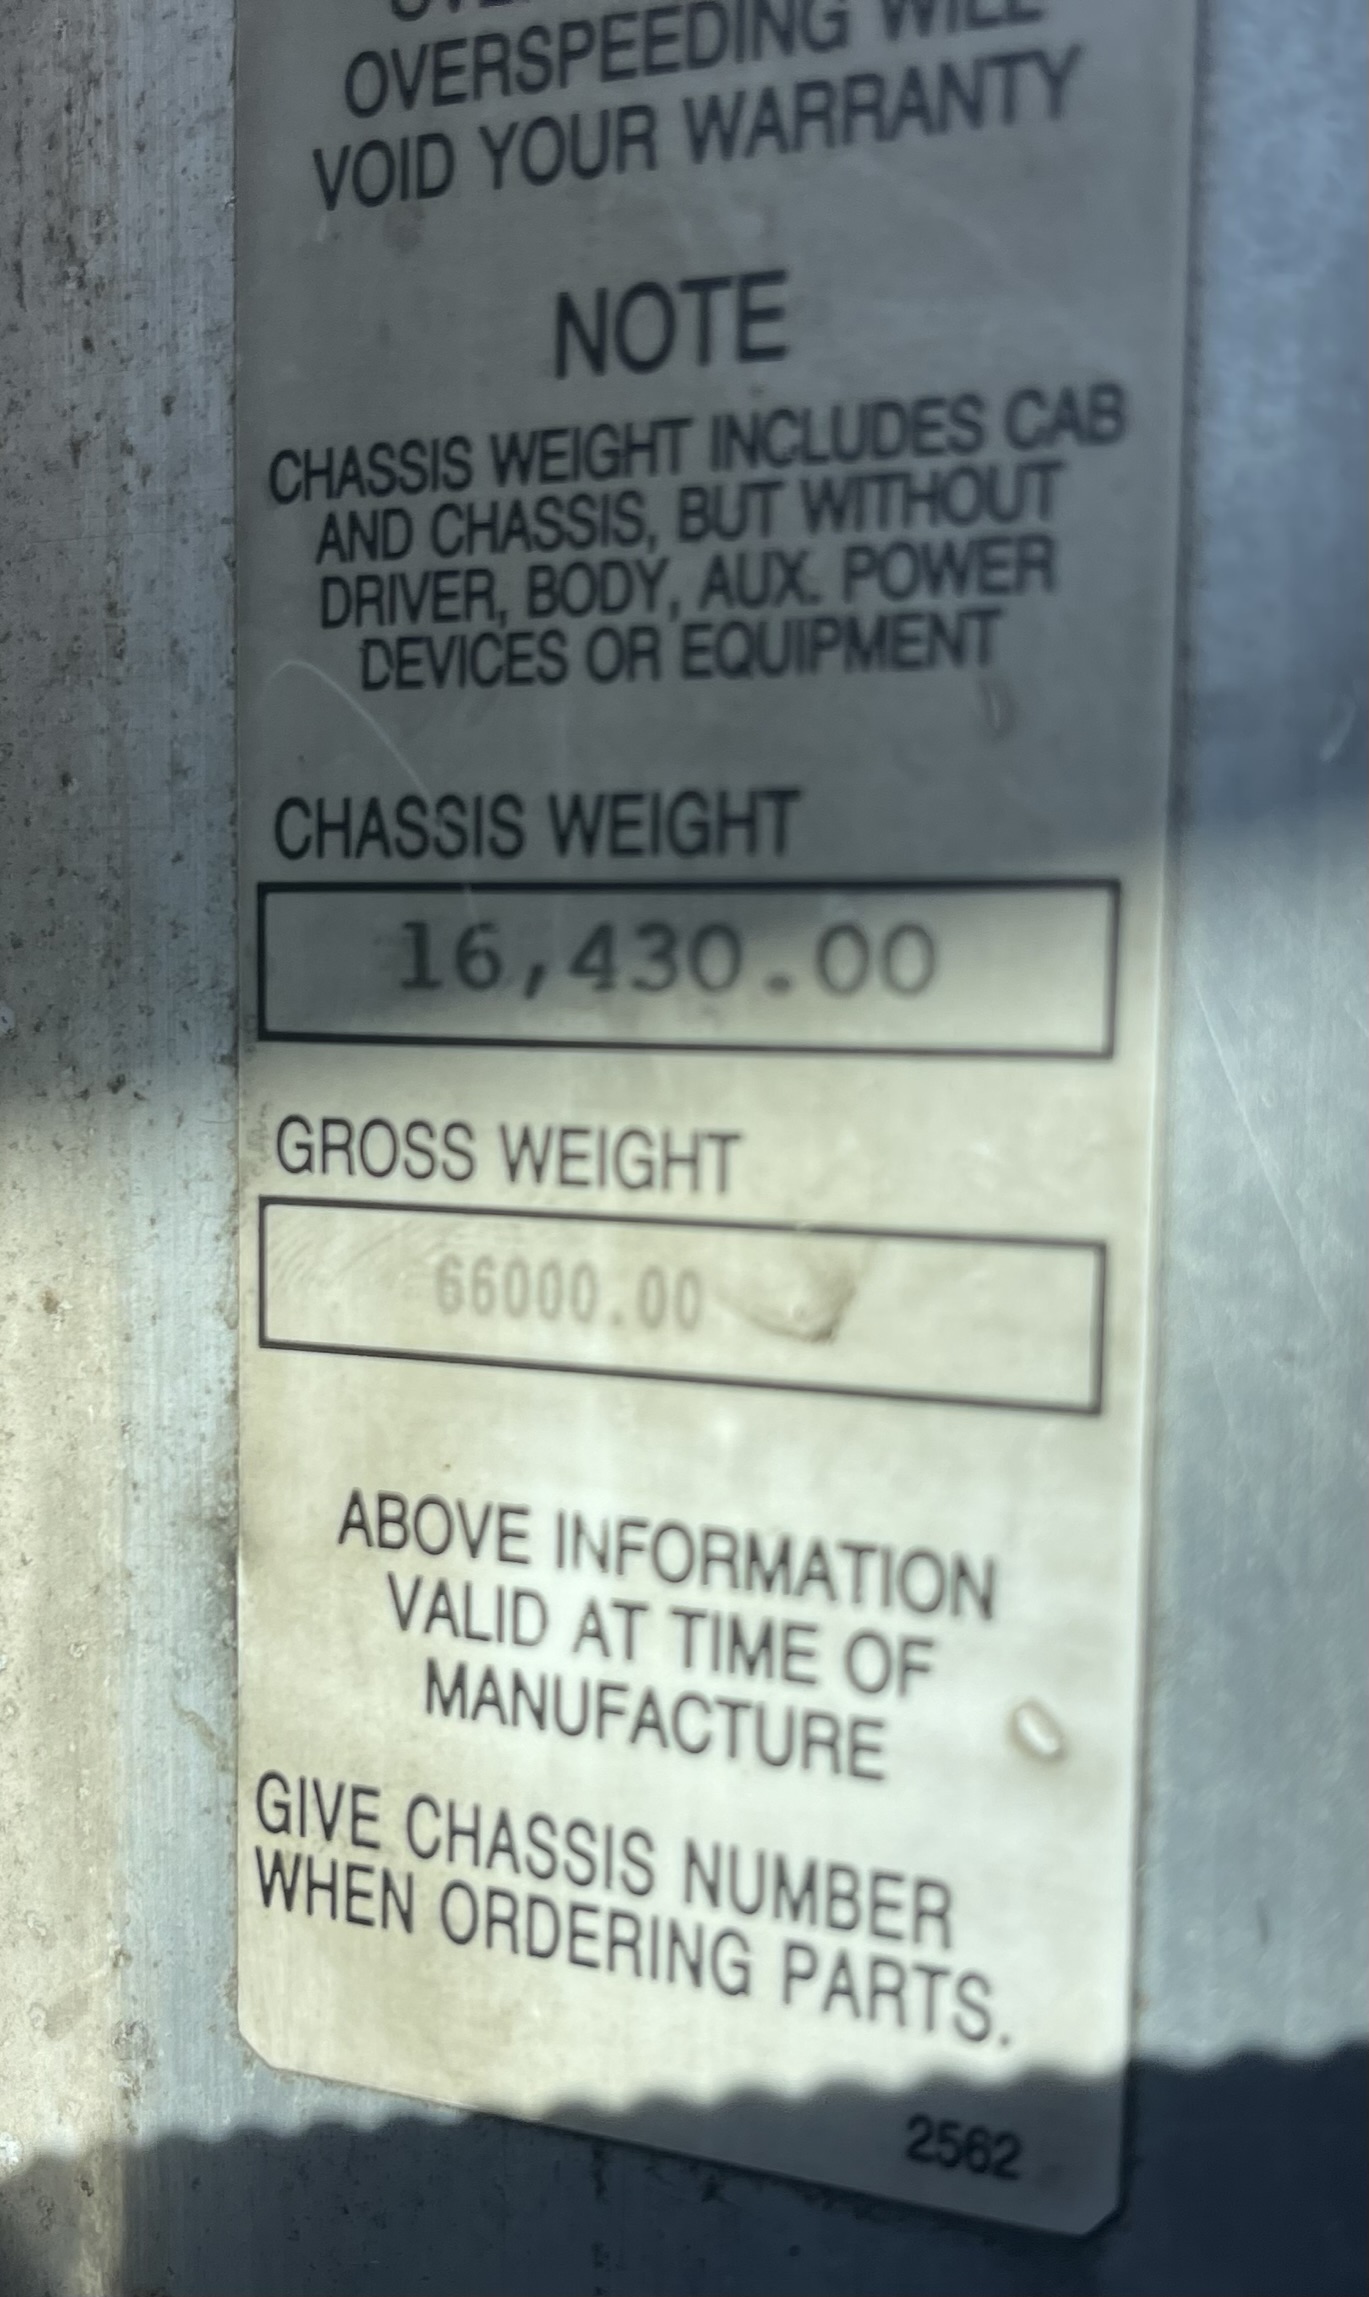 OVERSPEEDING WILL
VOID YOUR WARRANTY
NOTE
CHASSIS WEIGHT INCLUDES CAB
AND CHASSIS, BUT WITHOUT
DRIVER, BODY, AUX. POWER
DEVICES OR EQUIPMENT
CHASSIS WEIGHT
16,430.00
GROSS WEIGHT
66000.00
ABOVE INFORMATION
VALID AT TIME OF
MANUFACTURE
GIVE CHASSIS NUMBER
WHEN ORDERING PARTS.
2562